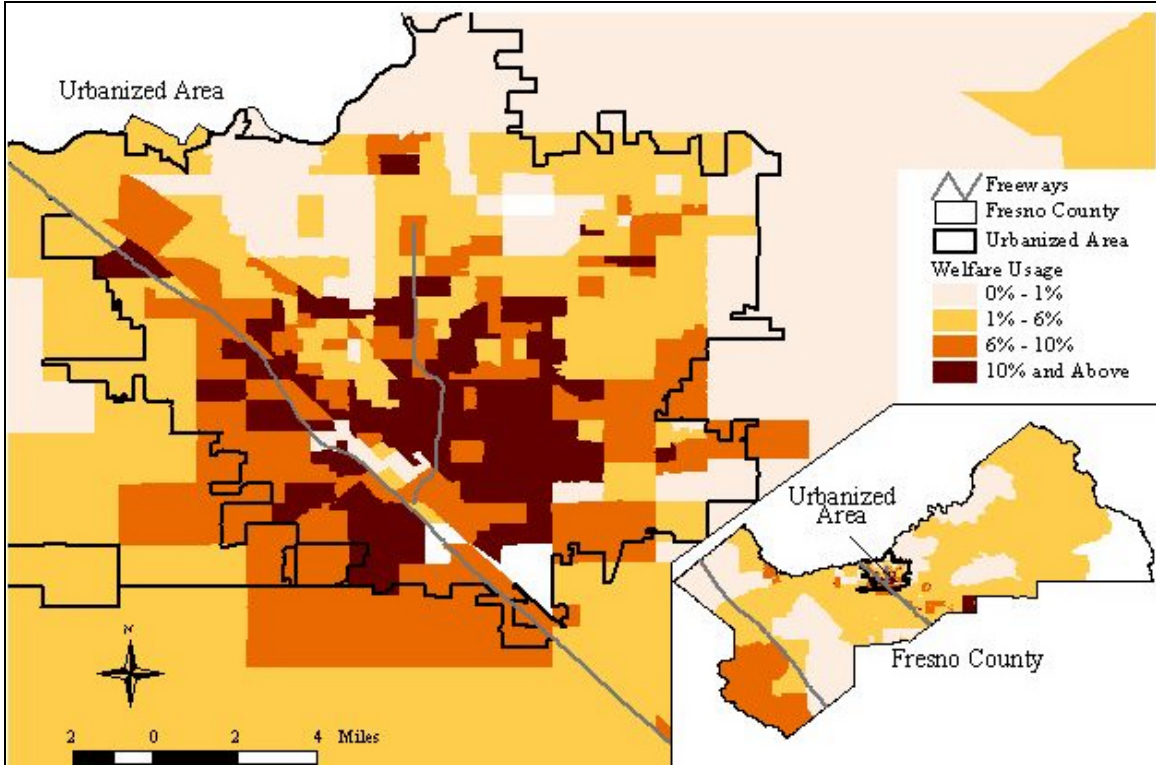 Urbanized Area
Freeways
Fresno County
Urbanized Area
Welfare Usage
0% - 1%
1% - 6%
6% - 10%
10% and Above
Urbanized
Area
Fresno County
N
2 0 2 4 Miles